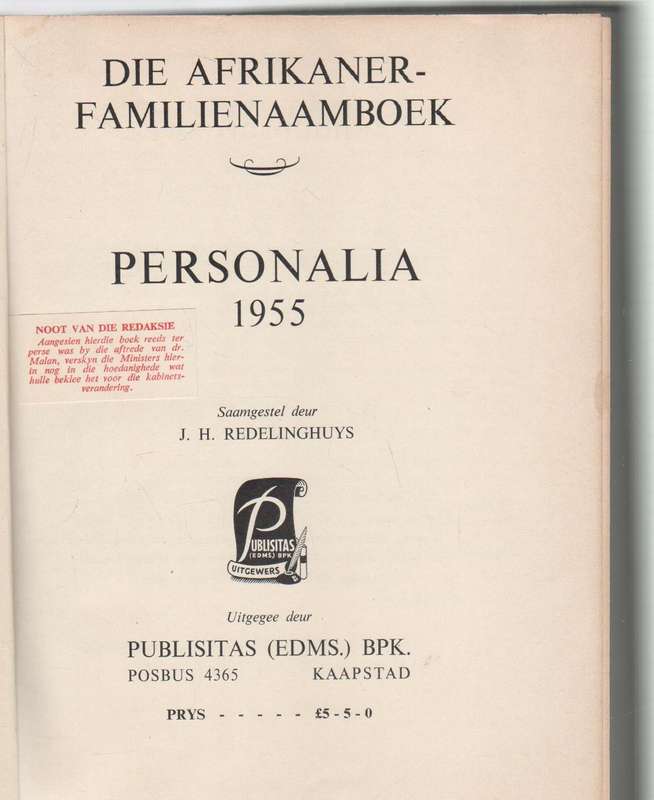 DIE AFRIKANER-
FAMILIENAAMBOEK
PERSONALIA
1955
NOOT VAN DIE REDAKSIE
Aangesien hierdie boek reeds ter
perse was by die aftrede van dr.
Malan, verskyn die Ministers hier-
in nog in die hoedanighede wat
hulle beklee het voor die kabinets-
verandering.
Saamgestel deur
J. H. REDELINGHUYS
PUBLISITAS
(EDMS.) BPK
UITGEWERS
Uitgegee deur
PUBLISITAS (EDMS.) BPK.
POSBUS 4365 KAAPSTAD
PRYS - - - - - £5 - 5 - 0